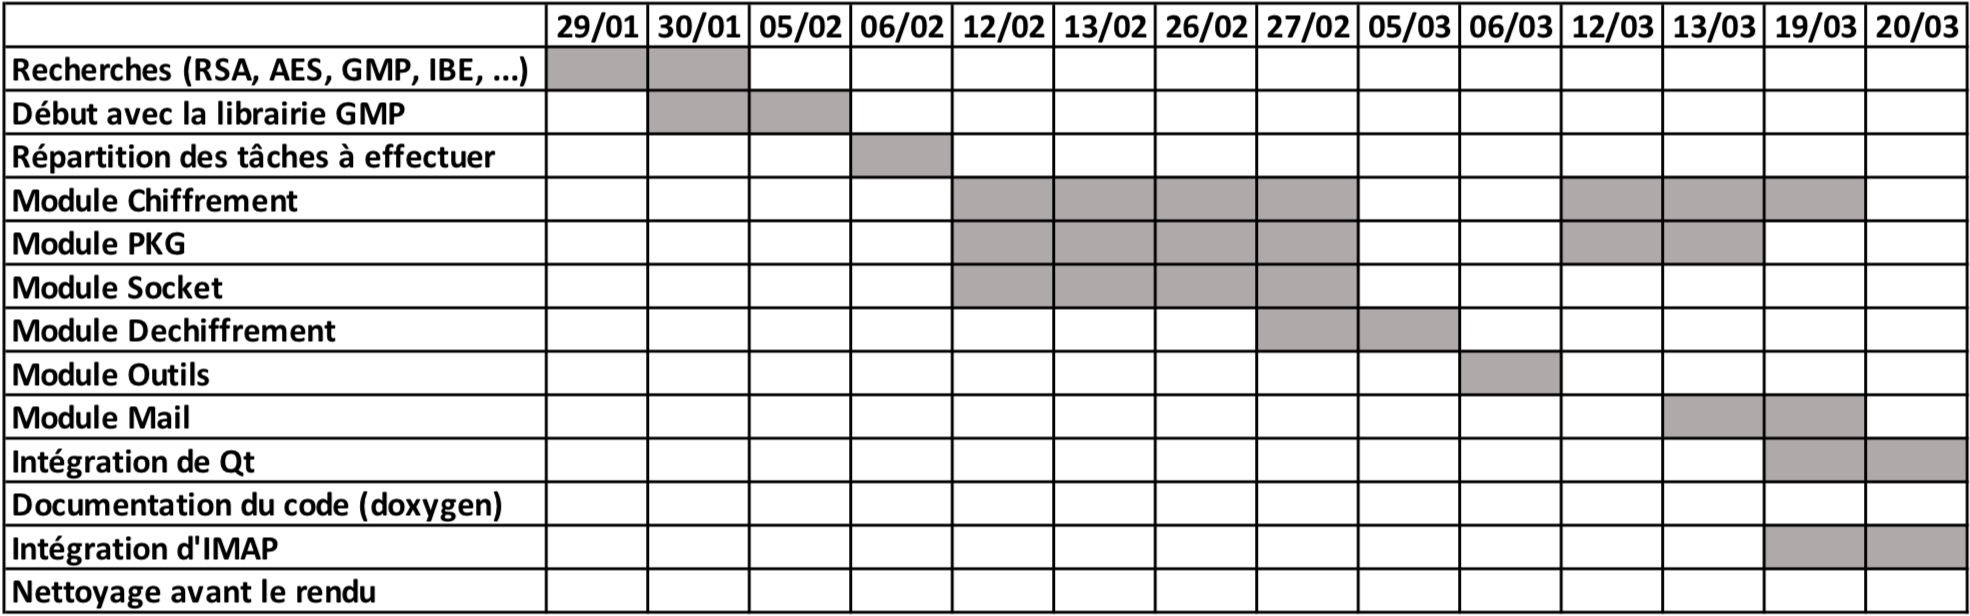 29/01 30/01 05/02 06/02 12/02 13/02 26/02 27/02 05/03 06/03 12/03 13/03 19/03 20/03
Recherches (RSA, AES, GMP, IBE, ...)
Début avec la librairie GMP
Répartition des tâches à effectuer
Module Chiffrement
Module PKG
Module Socket
Module Dechiffrement
Module Outils
Module Mail
Intégration de Qt
Documentation du code (doxygen)
Intégration d'IMAP
Nettoyage avant le rendu